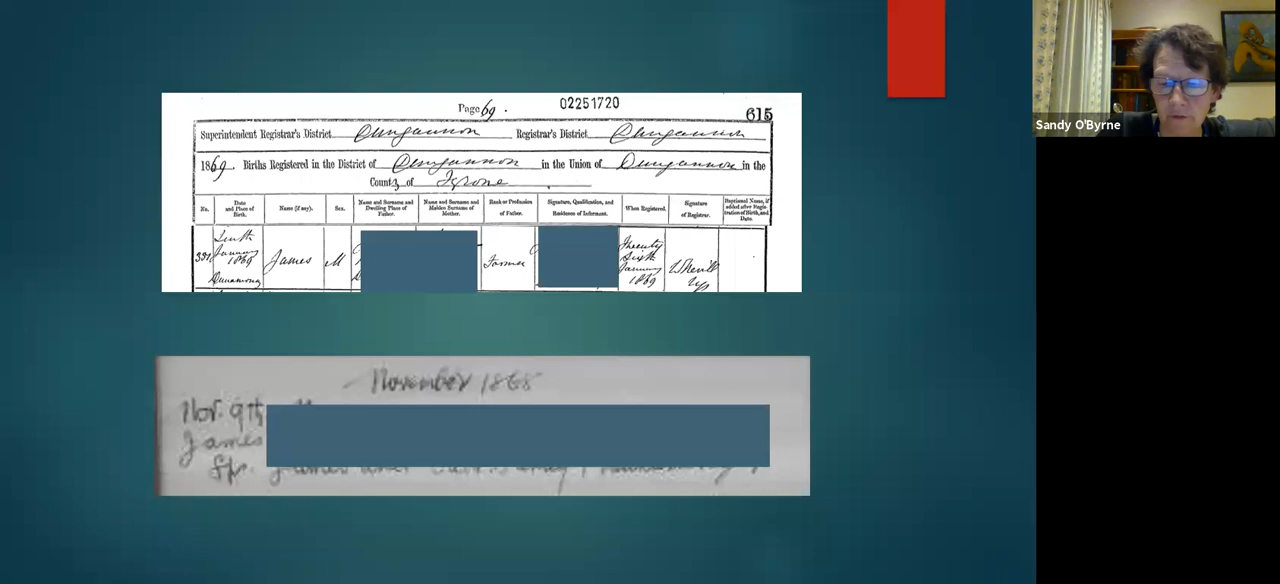 Page 69. 02251720 615
Superintendent Registrar's District Dungannon Registrar's District Dungannon
1869. Births Registered in the District of Dungannon in the Union of Dungannon in the
County of Tyrone
No. Date and Place of Birth. Name (if any). Sex. Name and Surname and Dwelling Place of Father. Name and Surname and Maiden Surname of Mother. Rank or Profession of Father. Signature, Qualification, and Residence of Informant. When Registered. Signature of Registrar. Baptismal Name, if added after Registration of Birth, and Date.
January 1869 James M Farmer Twenty Sixth January 1869
November 1868
Nov. 9th
James
Sp.
Sandy O'Byrne